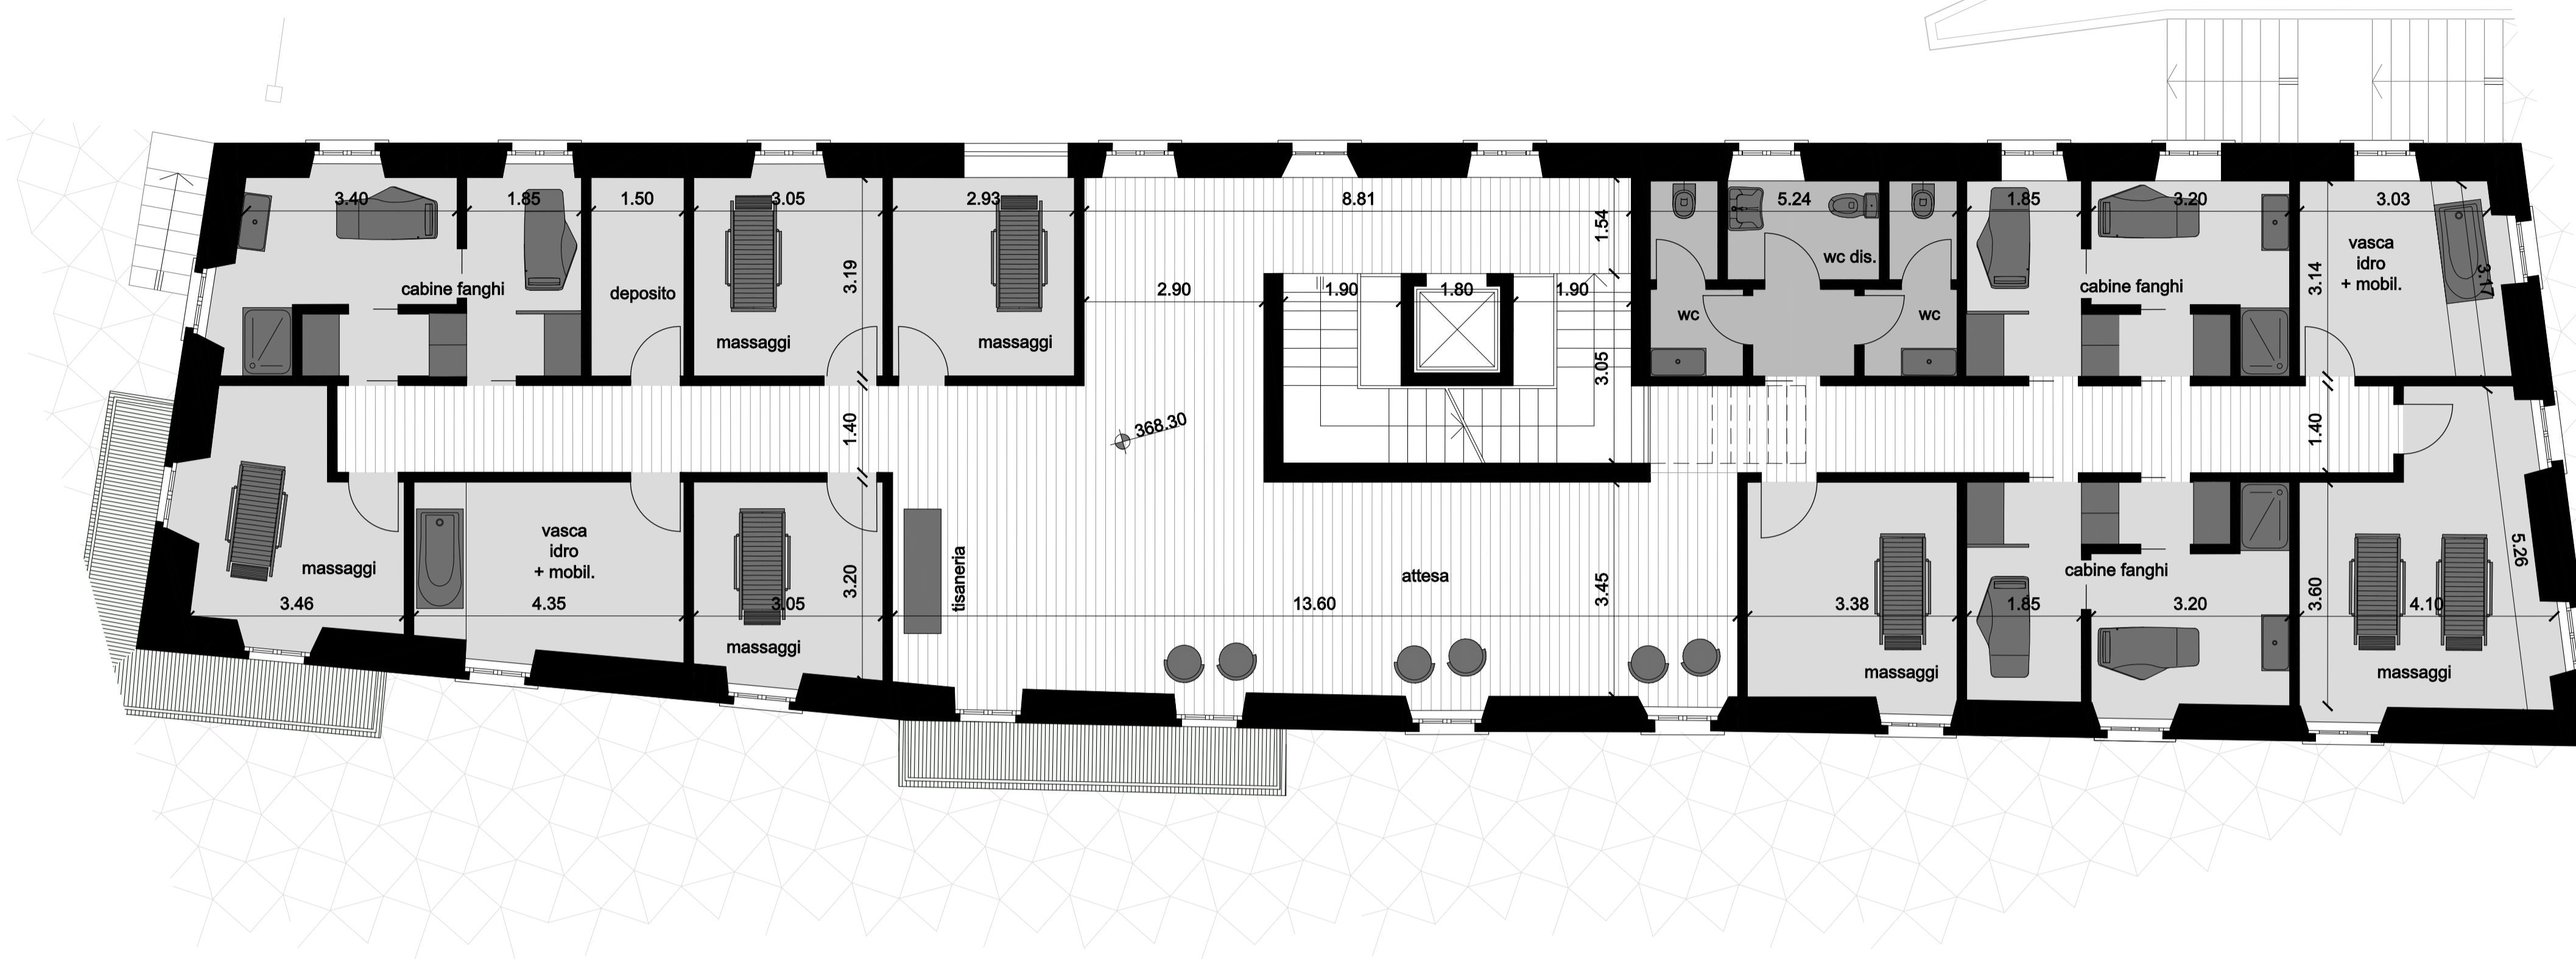 3.40
1.85
1.50
3.05
2.93
8.81
5.24
1.85
3.20
3.03
1.54
wc dis.
vasca
idro
+ mobil.
cabine fanghi
deposito
3.19
2.90
1.90
1.80
1.90
cabine fanghi
3.14
3.17
massaggi
massaggi
wc
wc
3.05
1.40
368.30
1.40
massaggi
vasca
idro
+ mobil.
3.20
tisaneria
attesa
3.45
cabine fanghi
3.60
5.26
3.46
4.35
3.05
13.60
3.38
1.85
3.20
4.10
massaggi
massaggi
massaggi